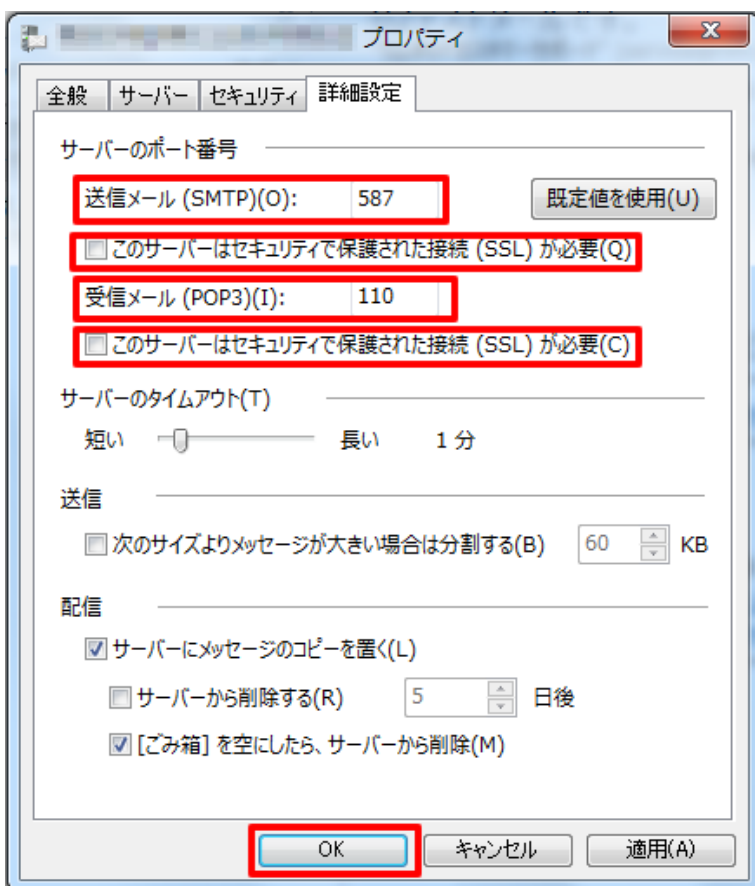 プロパティ
全般 サーバー セキュリティ 詳細設定
サーバーのポート番号
送信メール (SMTP)(O): 587 既定値を使用(U)
このサーバーはセキュリティで保護された接続 (SSL) が必要(Q)
受信メール (POP3)(I): 110
このサーバーはセキュリティで保護された接続 (SSL) が必要(C)
サーバーのタイムアウト(T)
短い 長い 1 分
送信
次のサイズよりメッセージが大きい場合は分割する(B) 60 KB
配信
サーバーにメッセージのコピーを置く(L)
サーバーから削除する(R) 5 日後
[ごみ箱] を空にしたら、サーバーから削除(M)
OK キャンセル 適用(A)